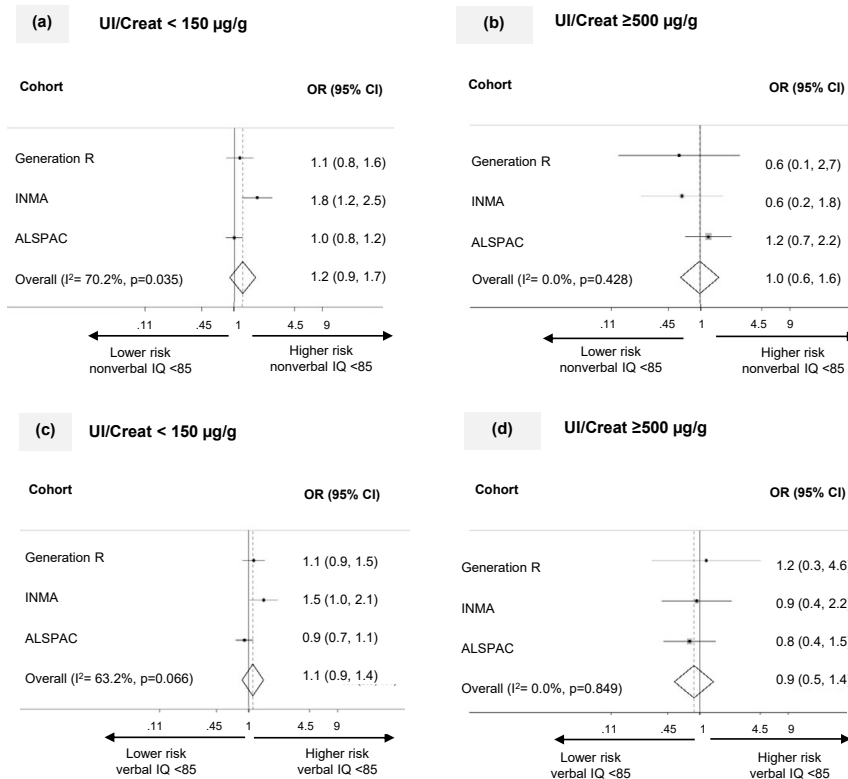 (a) UI/Creat < 150 µg/g
Cohort OR (95% CI)
Generation R 1.1 (0.8, 1.6)
INMA 1.8 (1.2, 2.5)
ALSPAC 1.0 (0.8, 1.2)
Overall (I²= 70.2%, p=0.035) 1.2 (0.9, 1.7)
.11 .45 1 4.5 9
Lower risk Higher risk
nonverbal IQ <85 nonverbal IQ <85
(b) UI/Creat ≥500 µg/g
Cohort OR (95% CI)
Generation R 0.6 (0.1, 2,7)
INMA 0.6 (0.2, 1.8)
ALSPAC 1.2 (0.7, 2.2)
Overall (I²= 0.0%, p=0.428) 1.0 (0.6, 1.6)
.11 .45 1 4.5 9
Lower risk Higher risk
nonverbal IQ <85 nonverbal IQ <85
(c) UI/Creat < 150 µg/g
Cohort OR (95% CI)
Generation R 1.1 (0.9, 1.5)
INMA 1.5 (1.0, 2.1)
ALSPAC 0.9 (0.7, 1.1)
Overall (I²= 63.2%, p=0.066) 1.1 (0.9, 1.4)
.11 .45 1 4.5 9
Lower risk Higher risk
verbal IQ <85 verbal IQ <85
(d) UI/Creat ≥500 µg/g
Cohort OR (95% CI)
Generation R 1.2 (0.3, 4.6)
INMA 0.9 (0.4, 2.2)
ALSPAC 0.8 (0.4, 1.5)
Overall (I²= 0.0%, p=0.849) 0.9 (0.5, 1.4)
.11 .45 1 4.5 9
Lower risk Higher risk
verbal IQ <85 verbal IQ <85